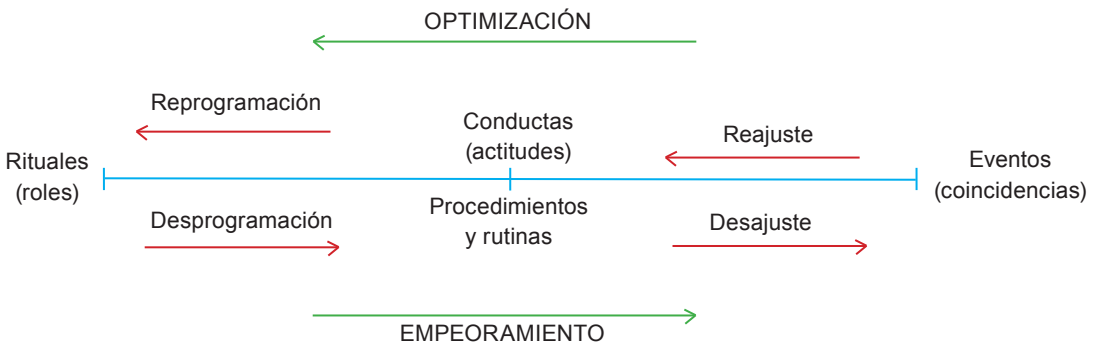 OPTIMIZACIÓN
Reprogramación
Conductas
(actitudes)
Reajuste
Rituales
(roles)
Eventos
(coincidencias)
Desprogramación
Procedimientos
y rutinas
Desajuste
EMPEORAMIENTO